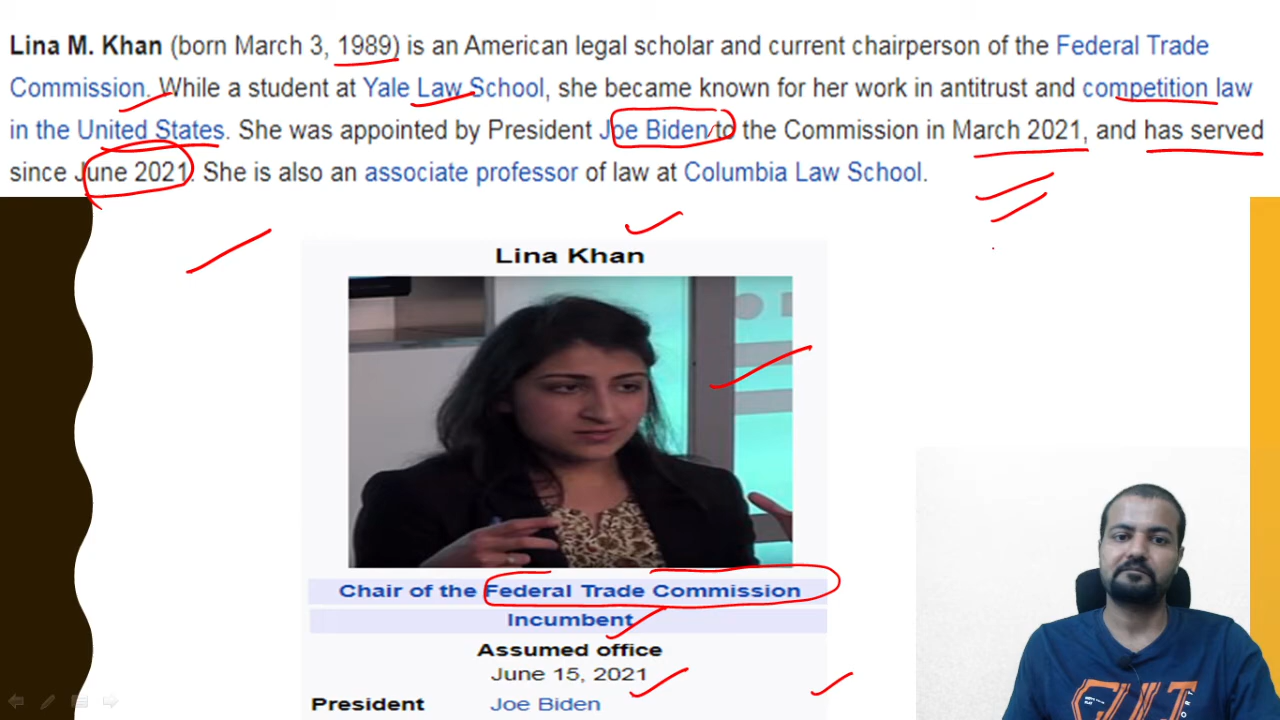 Lina M. Khan (born March 3, 1989) is an American legal scholar and current chairperson of the Federal Trade
Commission. While a student at Yale Law School, she became known for her work in antitrust and competition law
in the United States. She was appointed by President Joe Biden to the Commission in March 2021, and has served
since June 2021. She is also an associate professor of law at Columbia Law School.
Lina Khan
Chair of the Federal Trade Commission
Incumbent
Assumed office
June 15, 2021
President Joe Biden